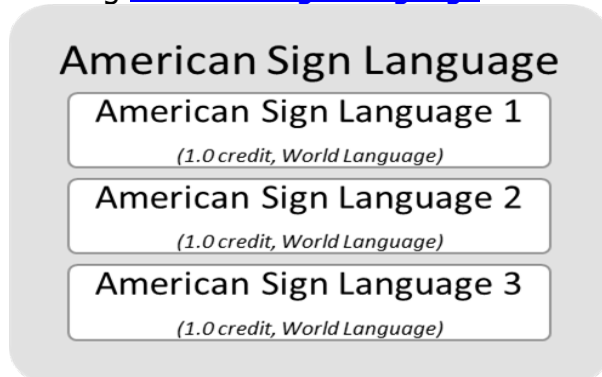 American Sign Language
American Sign Language 1
(1.0 credit, World Language)
American Sign Language 2
(1.0 credit, World Language)
American Sign Language 3
(1.0 credit, World Language)